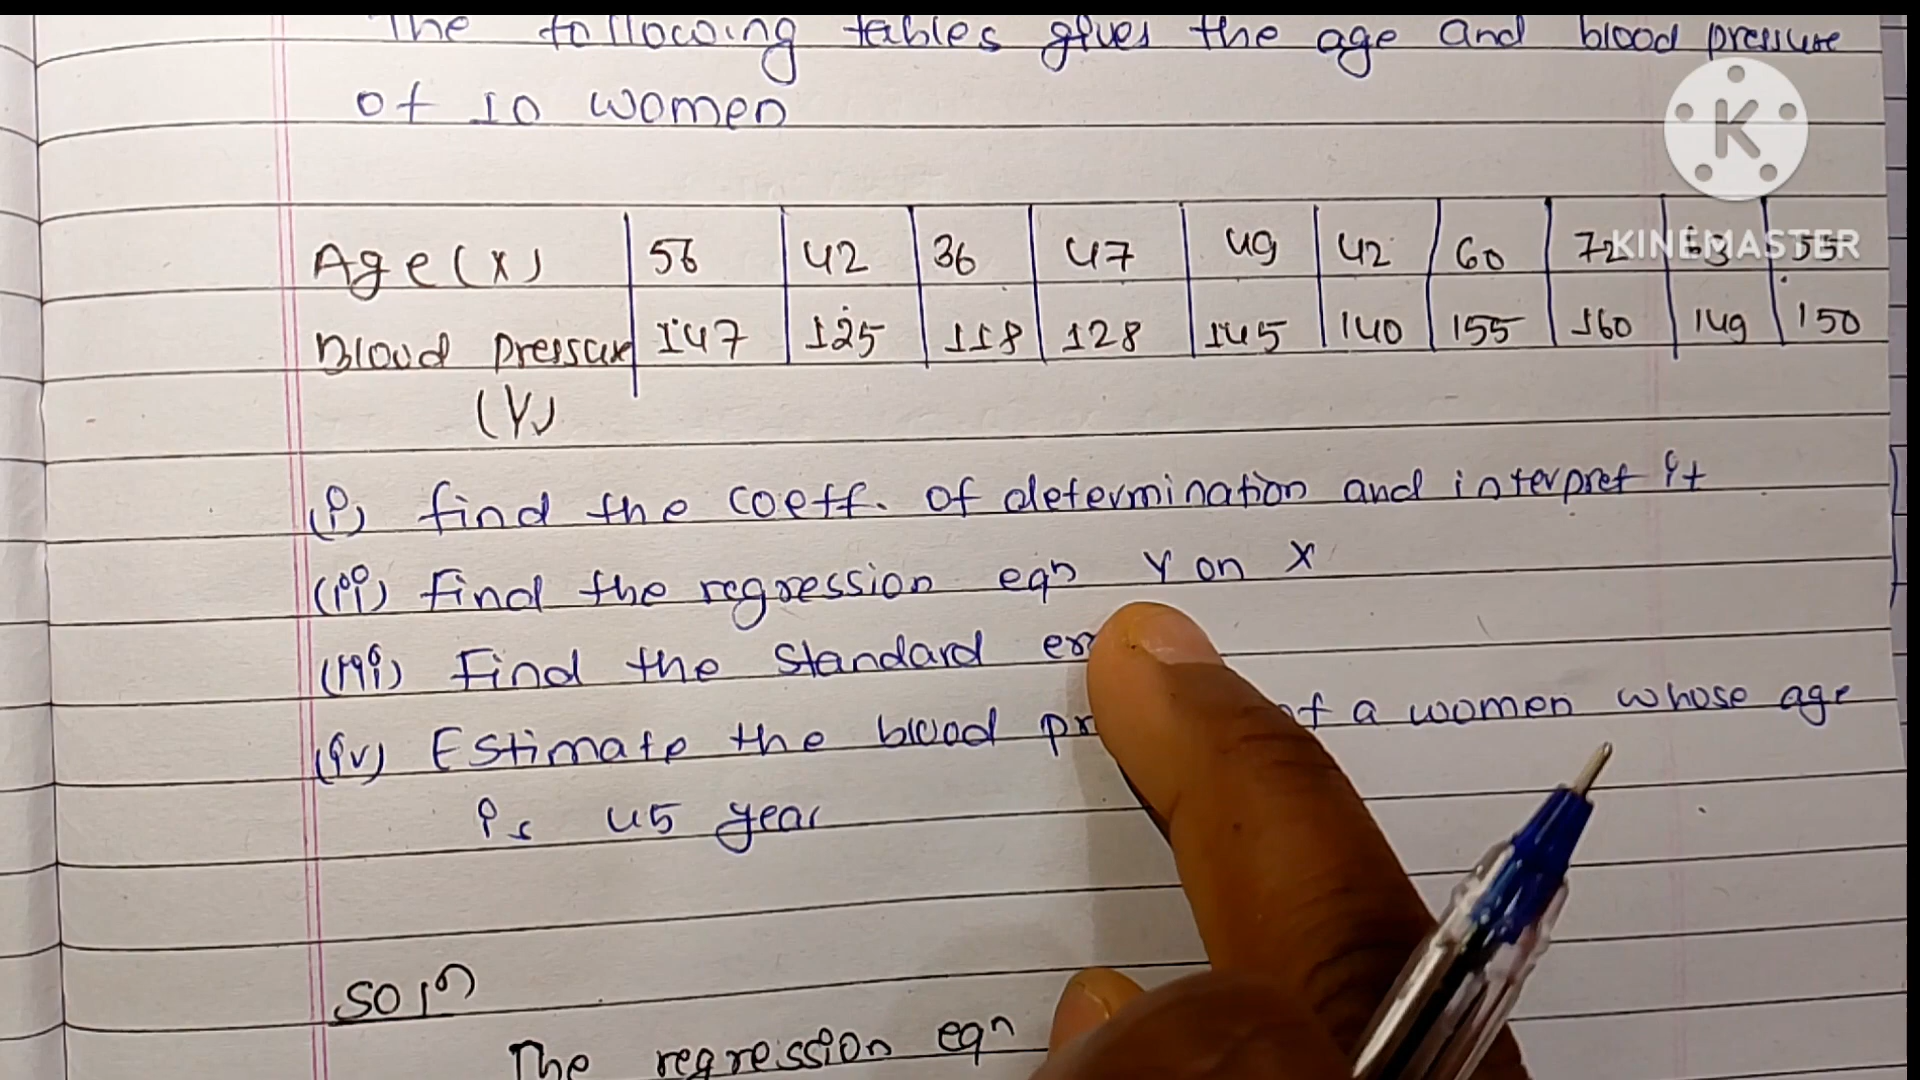 The following tables gives the age and blood pressure
of 10 women
K
KINEMASTER
Age (X) 56 42 36 47 49 42 60 72 63 55
Blood pressure 147 125 118 128 145 140 155 160 149 150
(Y)
(i) find the coeff. of determination and interpret it
(ii) Find the regression eqn Y on X
(iii) Find the standard
(iv) Estimate the blood of a women whose age
is 45 year
Soln
The regression eqn